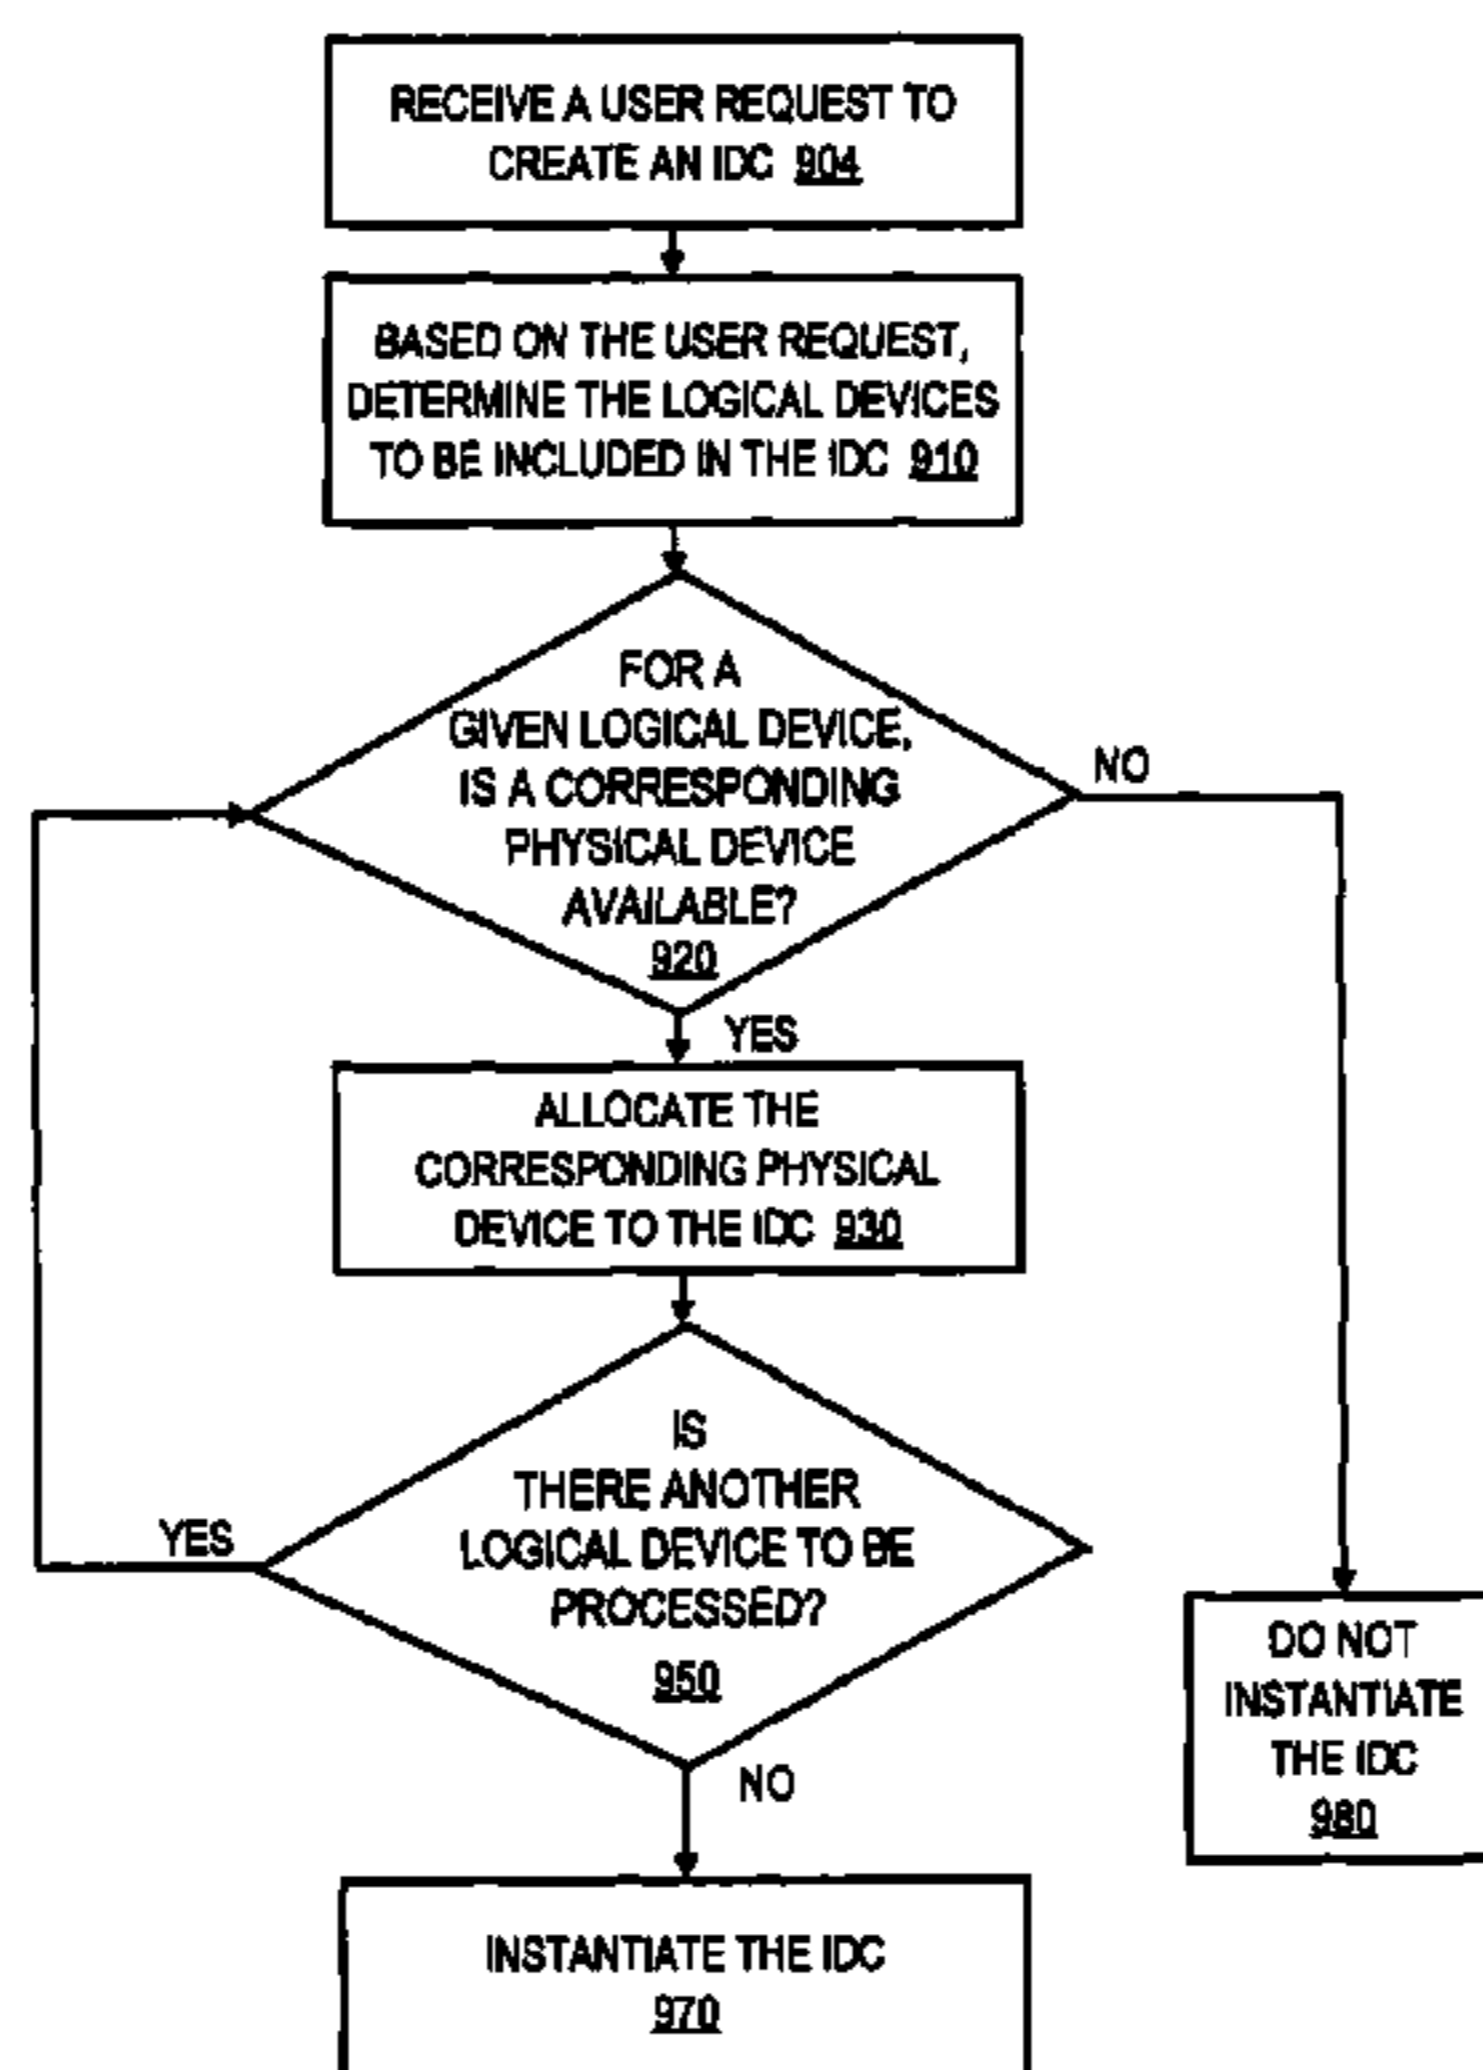 RECEIVE A USER REQUEST TO
CREATE AN IDC 904
BASED ON THE USER REQUEST,
DETERMINE THE LOGICAL DEVICES
TO BE INCLUDED IN THE IDC 910
FOR A
GIVEN LOGICAL DEVICE,
IS A CORRESPONDING
PHYSICAL DEVICE
AVAILABLE?
920
NO
YES
ALLOCATE THE
CORRESPONDING PHYSICAL
DEVICE TO THE IDC 930
IS
THERE ANOTHER
LOGICAL DEVICE TO BE
PROCESSED?
950
YES
NO
DO NOT
INSTANTIATE
THE IDC
980
INSTANTIATE THE IDC
970